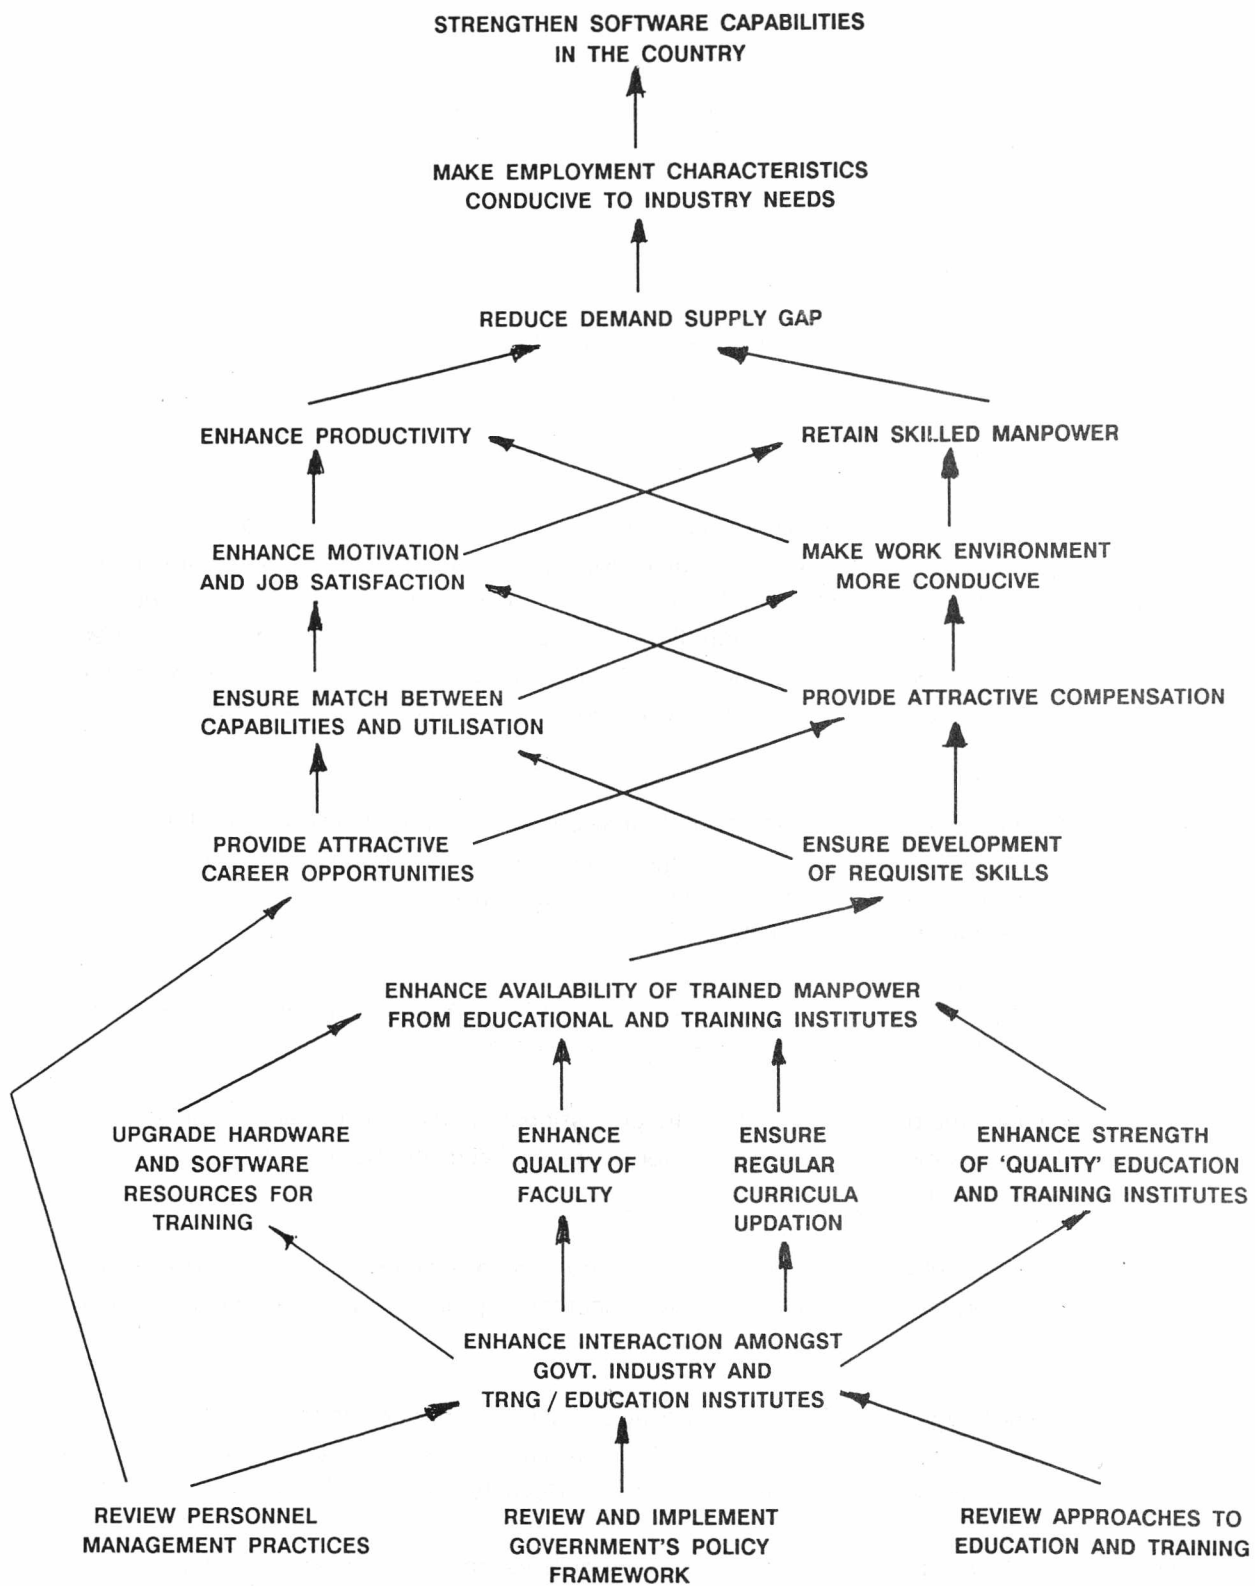 STRENGTHEN SOFTWARE CAPABILITIES
IN THE COUNTRY
MAKE EMPLOYMENT CHARACTERISTICS
CONDUCIVE TO INDUSTRY NEEDS
REDUCE DEMAND SUPPLY GAP
ENHANCE PRODUCTIVITY
RETAIN SKILLED MANPOWER
ENHANCE MOTIVATION
AND JOB SATISFACTION
MAKE WORK ENVIRONMENT
MORE CONDUCIVE
ENSURE MATCH BETWEEN
CAPABILITIES AND UTILISATION
PROVIDE ATTRACTIVE COMPENSATION
PROVIDE ATTRACTIVE
CAREER OPPORTUNITIES
ENSURE DEVELOPMENT
OF REQUISITE SKILLS
ENHANCE AVAILABILITY OF TRAINED MANPOWER
FROM EDUCATIONAL AND TRAINING INSTITUTES
UPGRADE HARDWARE
AND SOFTWARE
RESOURCES FOR
TRAINING
ENHANCE
QUALITY OF
FACULTY
ENSURE
REGULAR
CURRICULA
UPDATION
ENHANCE STRENGTH
OF ‘QUALITY’ EDUCATION
AND TRAINING INSTITUTES
ENHANCE INTERACTION AMONGST
GOVT. INDUSTRY AND
TRNG / EDUCATION INSTITUTES
REVIEW PERSONNEL
MANAGEMENT PRACTICES
REVIEW AND IMPLEMENT
GOVERNMENT’S POLICY
FRAMEWORK
REVIEW APPROACHES TO
EDUCATION AND TRAINING